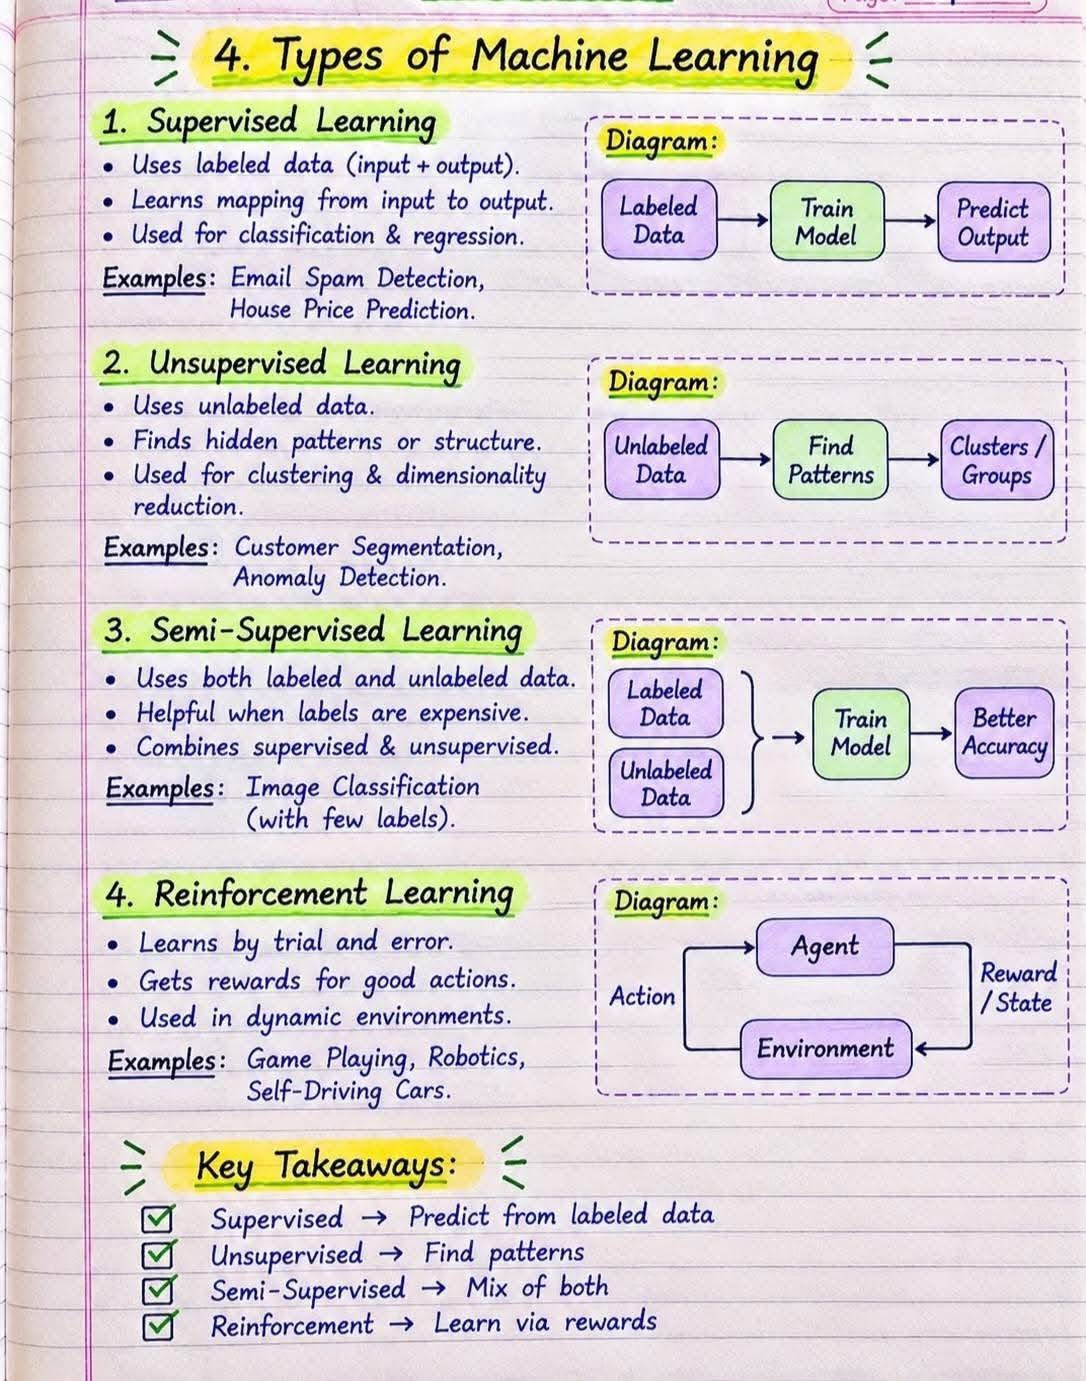 4. Types of Machine Learning
1. Supervised Learning
• Uses labeled data (input + output).
• Learns mapping from input to output.
• Used for classification & regression.
Examples: Email Spam Detection,
House Price Prediction.
Diagram:
Labeled
Data
Train
Model
Predict
Output
2. Unsupervised Learning
• Uses unlabeled data.
• Finds hidden patterns or structure.
• Used for clustering & dimensionality
reduction.
Examples: Customer Segmentation,
Anomaly Detection.
Diagram:
Unlabeled
Data
Find
Patterns
Clusters /
Groups
3. Semi-Supervised Learning
• Uses both labeled and unlabeled data.
• Helpful when labels are expensive.
• Combines supervised & unsupervised.
Examples: Image Classification
(with few labels).
Diagram:
Labeled
Data
Unlabeled
Data
Train
Model
Better
Accuracy
4. Reinforcement Learning
• Learns by trial and error.
• Gets rewards for good actions.
• Used in dynamic environments.
Examples: Game Playing, Robotics,
Self-Driving Cars.
Diagram:
Agent
Action
Reward
/ State
Environment
Key Takeaways:
☑ Supervised → Predict from labeled data
☑ Unsupervised → Find patterns
☑ Semi-Supervised → Mix of both
☑ Reinforcement → Learn via rewards